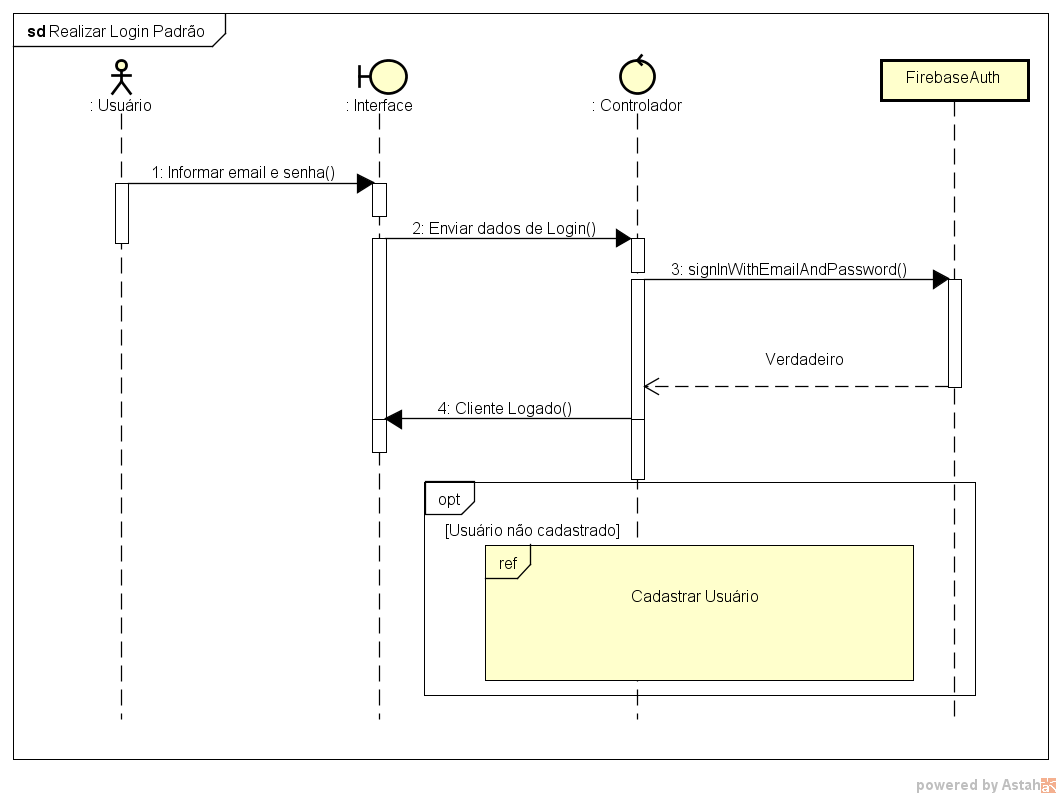 sd Realizar Login Padrão
: Usuário
: Interface
: Controlador
FirebaseAuth
1: Informar email e senha()
2: Enviar dados de Login()
3: signInWithEmailAndPassword()
Verdadeiro
4: Cliente Logado()
opt
[Usuário não cadastrado]
ref
Cadastrar Usuário
powered by Astah